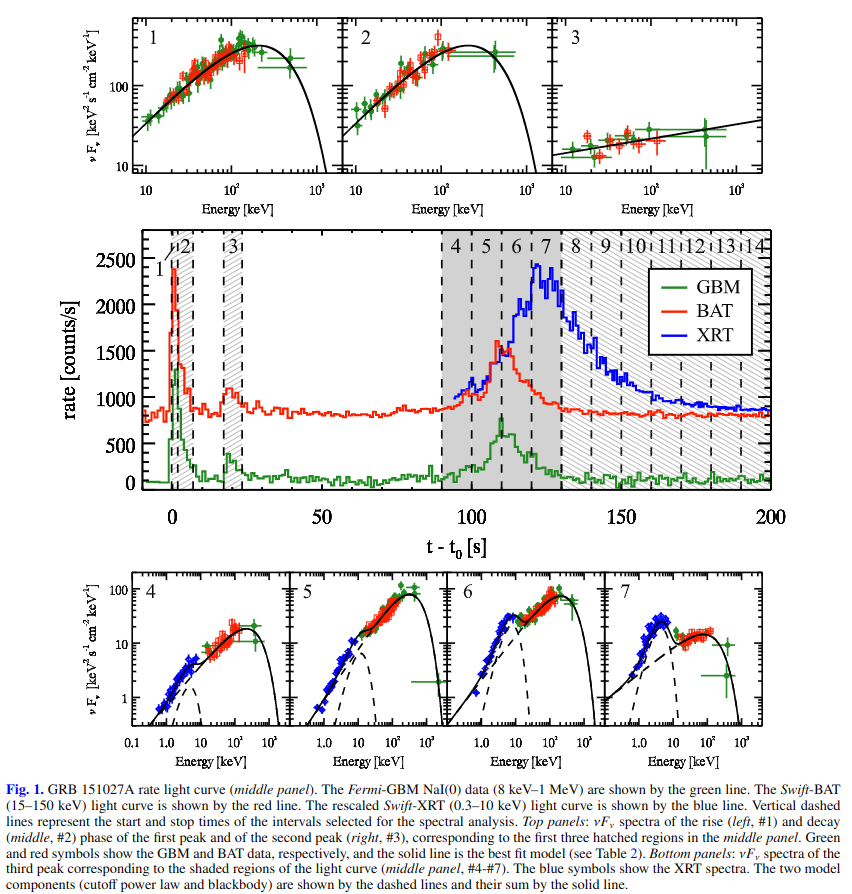 1 2 3
ν Fν [keV² s⁻¹ cm⁻² keV⁻¹]
100
10
10 10² 10³ 10 10² 10³ 10 10² 10³
Energy [keV] Energy [keV] Energy [keV]
1 2 3 4 5 6 7 8 9 10 11 12 13 14
rate [counts/s]
2500
2000
1500
1000
500
0
GBM
BAT
XRT
0 50 100 150 200
t - t₀ [s]
4 5 6 7
ν Fν [keV² s⁻¹ cm⁻² keV⁻¹]
100
10
1
0.1 1.0 10 10² 10³ 1.0 10 10² 10³ 1.0 10 10² 10³ 1.0 10 10² 10³
Energy [keV] Energy [keV] Energy [keV] Energy [keV]
Fig. 1. GRB 151027A rate light curve (middle panel). The Fermi-GBM NaI(0) data (8 keV–1 MeV) are shown by the green line. The Swift-BAT
(15–150 keV) light curve is shown by the red line. The rescaled Swift-XRT (0.3–10 keV) light curve is shown by the blue line. Vertical dashed
lines represent the start and stop times of the intervals selected for the spectral analysis. Top panels: νFν spectra of the rise (left, #1) and decay
(middle, #2) phase of the first peak and of the second peak (right, #3), corresponding to the first three hatched regions in the middle panel. Green
and red symbols show the GBM and BAT data, respectively, and the solid line is the best fit model (see Table 2). Bottom panels: νFν spectra of the
third peak corresponding to the shaded regions of the light curve (middle panel, #4-#7). The blue symbols show the XRT spectra. The two model
components (cutoff power law and blackbody) are shown by the dashed lines and their sum by the solid line.